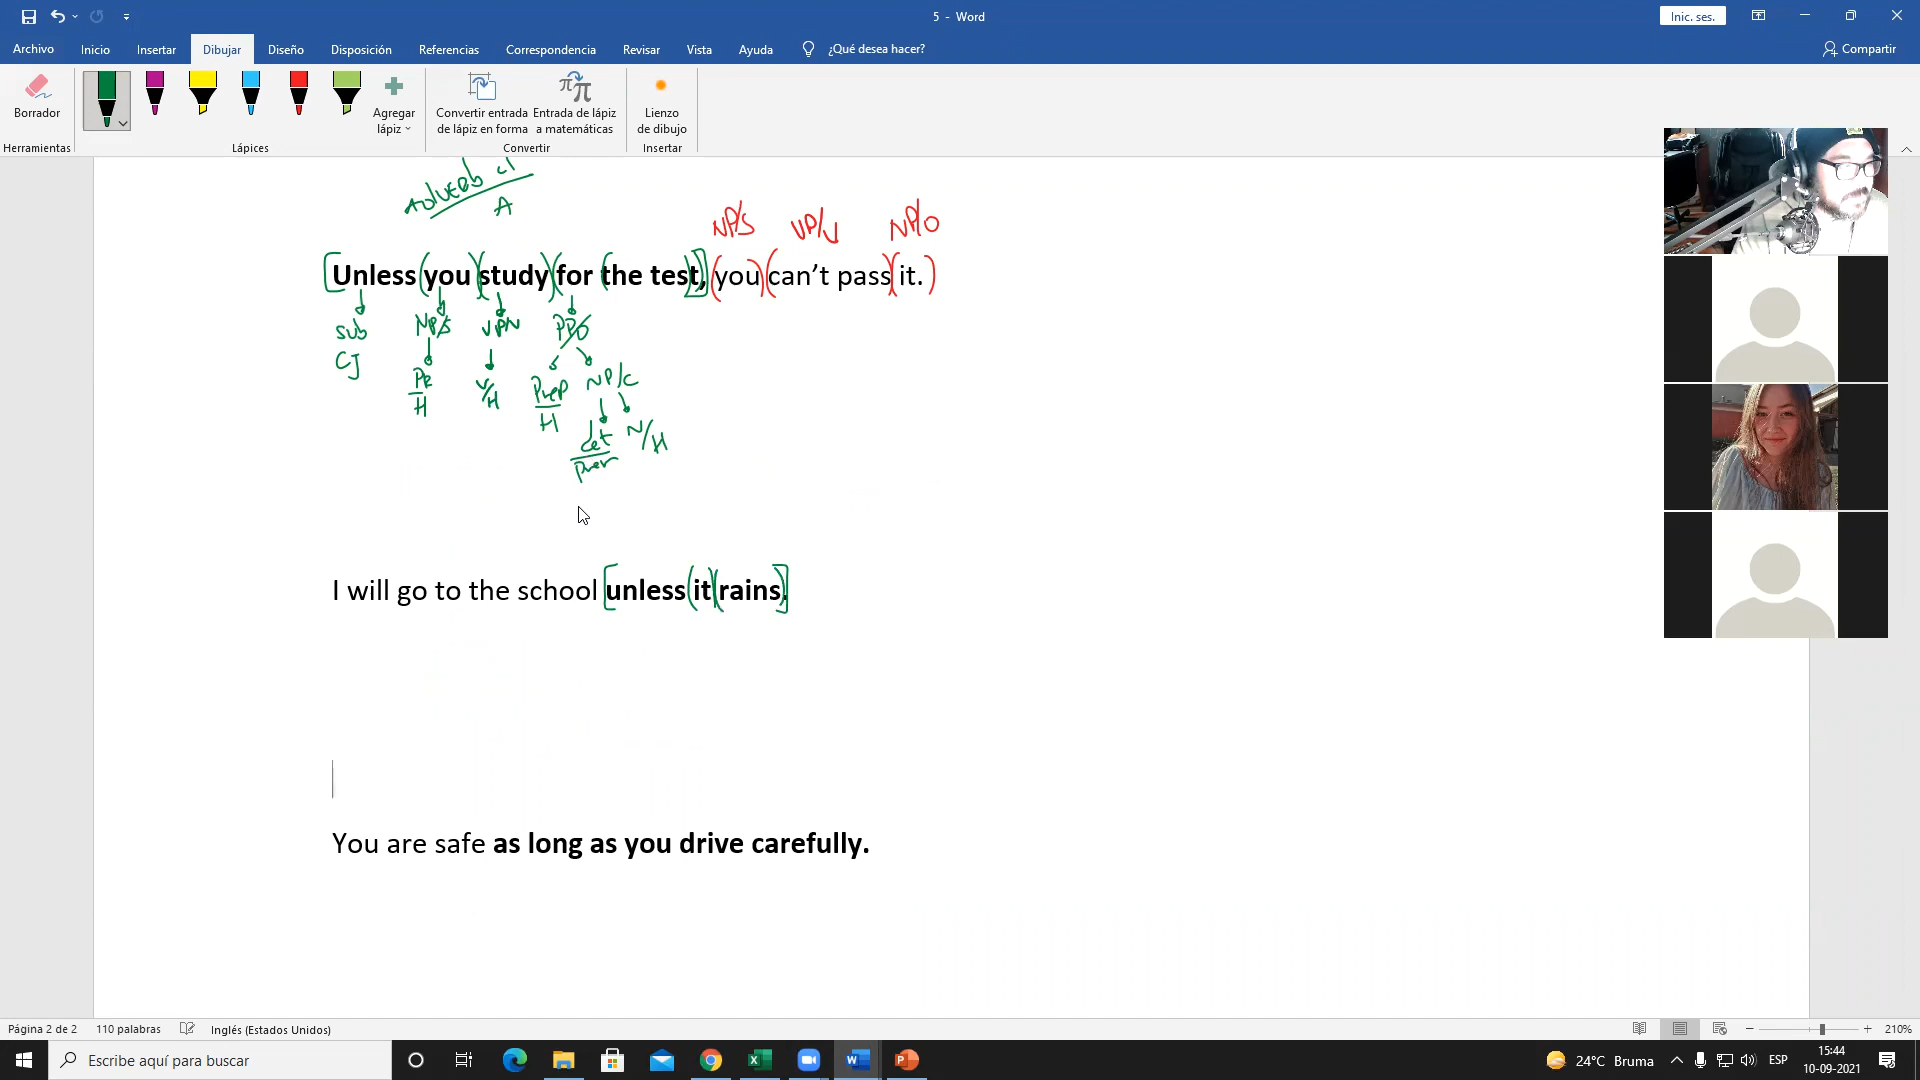 5 - Word
Inic. ses.
Archivo Inicio Insertar Dibujar Diseño Disposición Referencias Correspondencia Revisar Vista Ayuda ¿Qué desea hacer? Compartir
Borrador
Agregar lápiz
Convertir entrada de lápiz en forma
Entrada de lápiz a matemáticas
Lienzo de dibujo
Herramientas Lápices Convertir Insertar
A
NP/S VP/V NP/O
[Unless (you) (study) (for (the test,)] (you) (can't pass) (it.)
sub NP/S VP/V PP/O
CJ
PR/H V/H Prep/H NP/C
det N/H
I will go to the school [unless (it) (rains.)]
You are safe as long as you drive carefully.
Página 2 de 2 110 palabras Inglés (Estados Unidos) 210%
Escribe aquí para buscar
24°C Bruma
ESP
15:44
10-09-2021